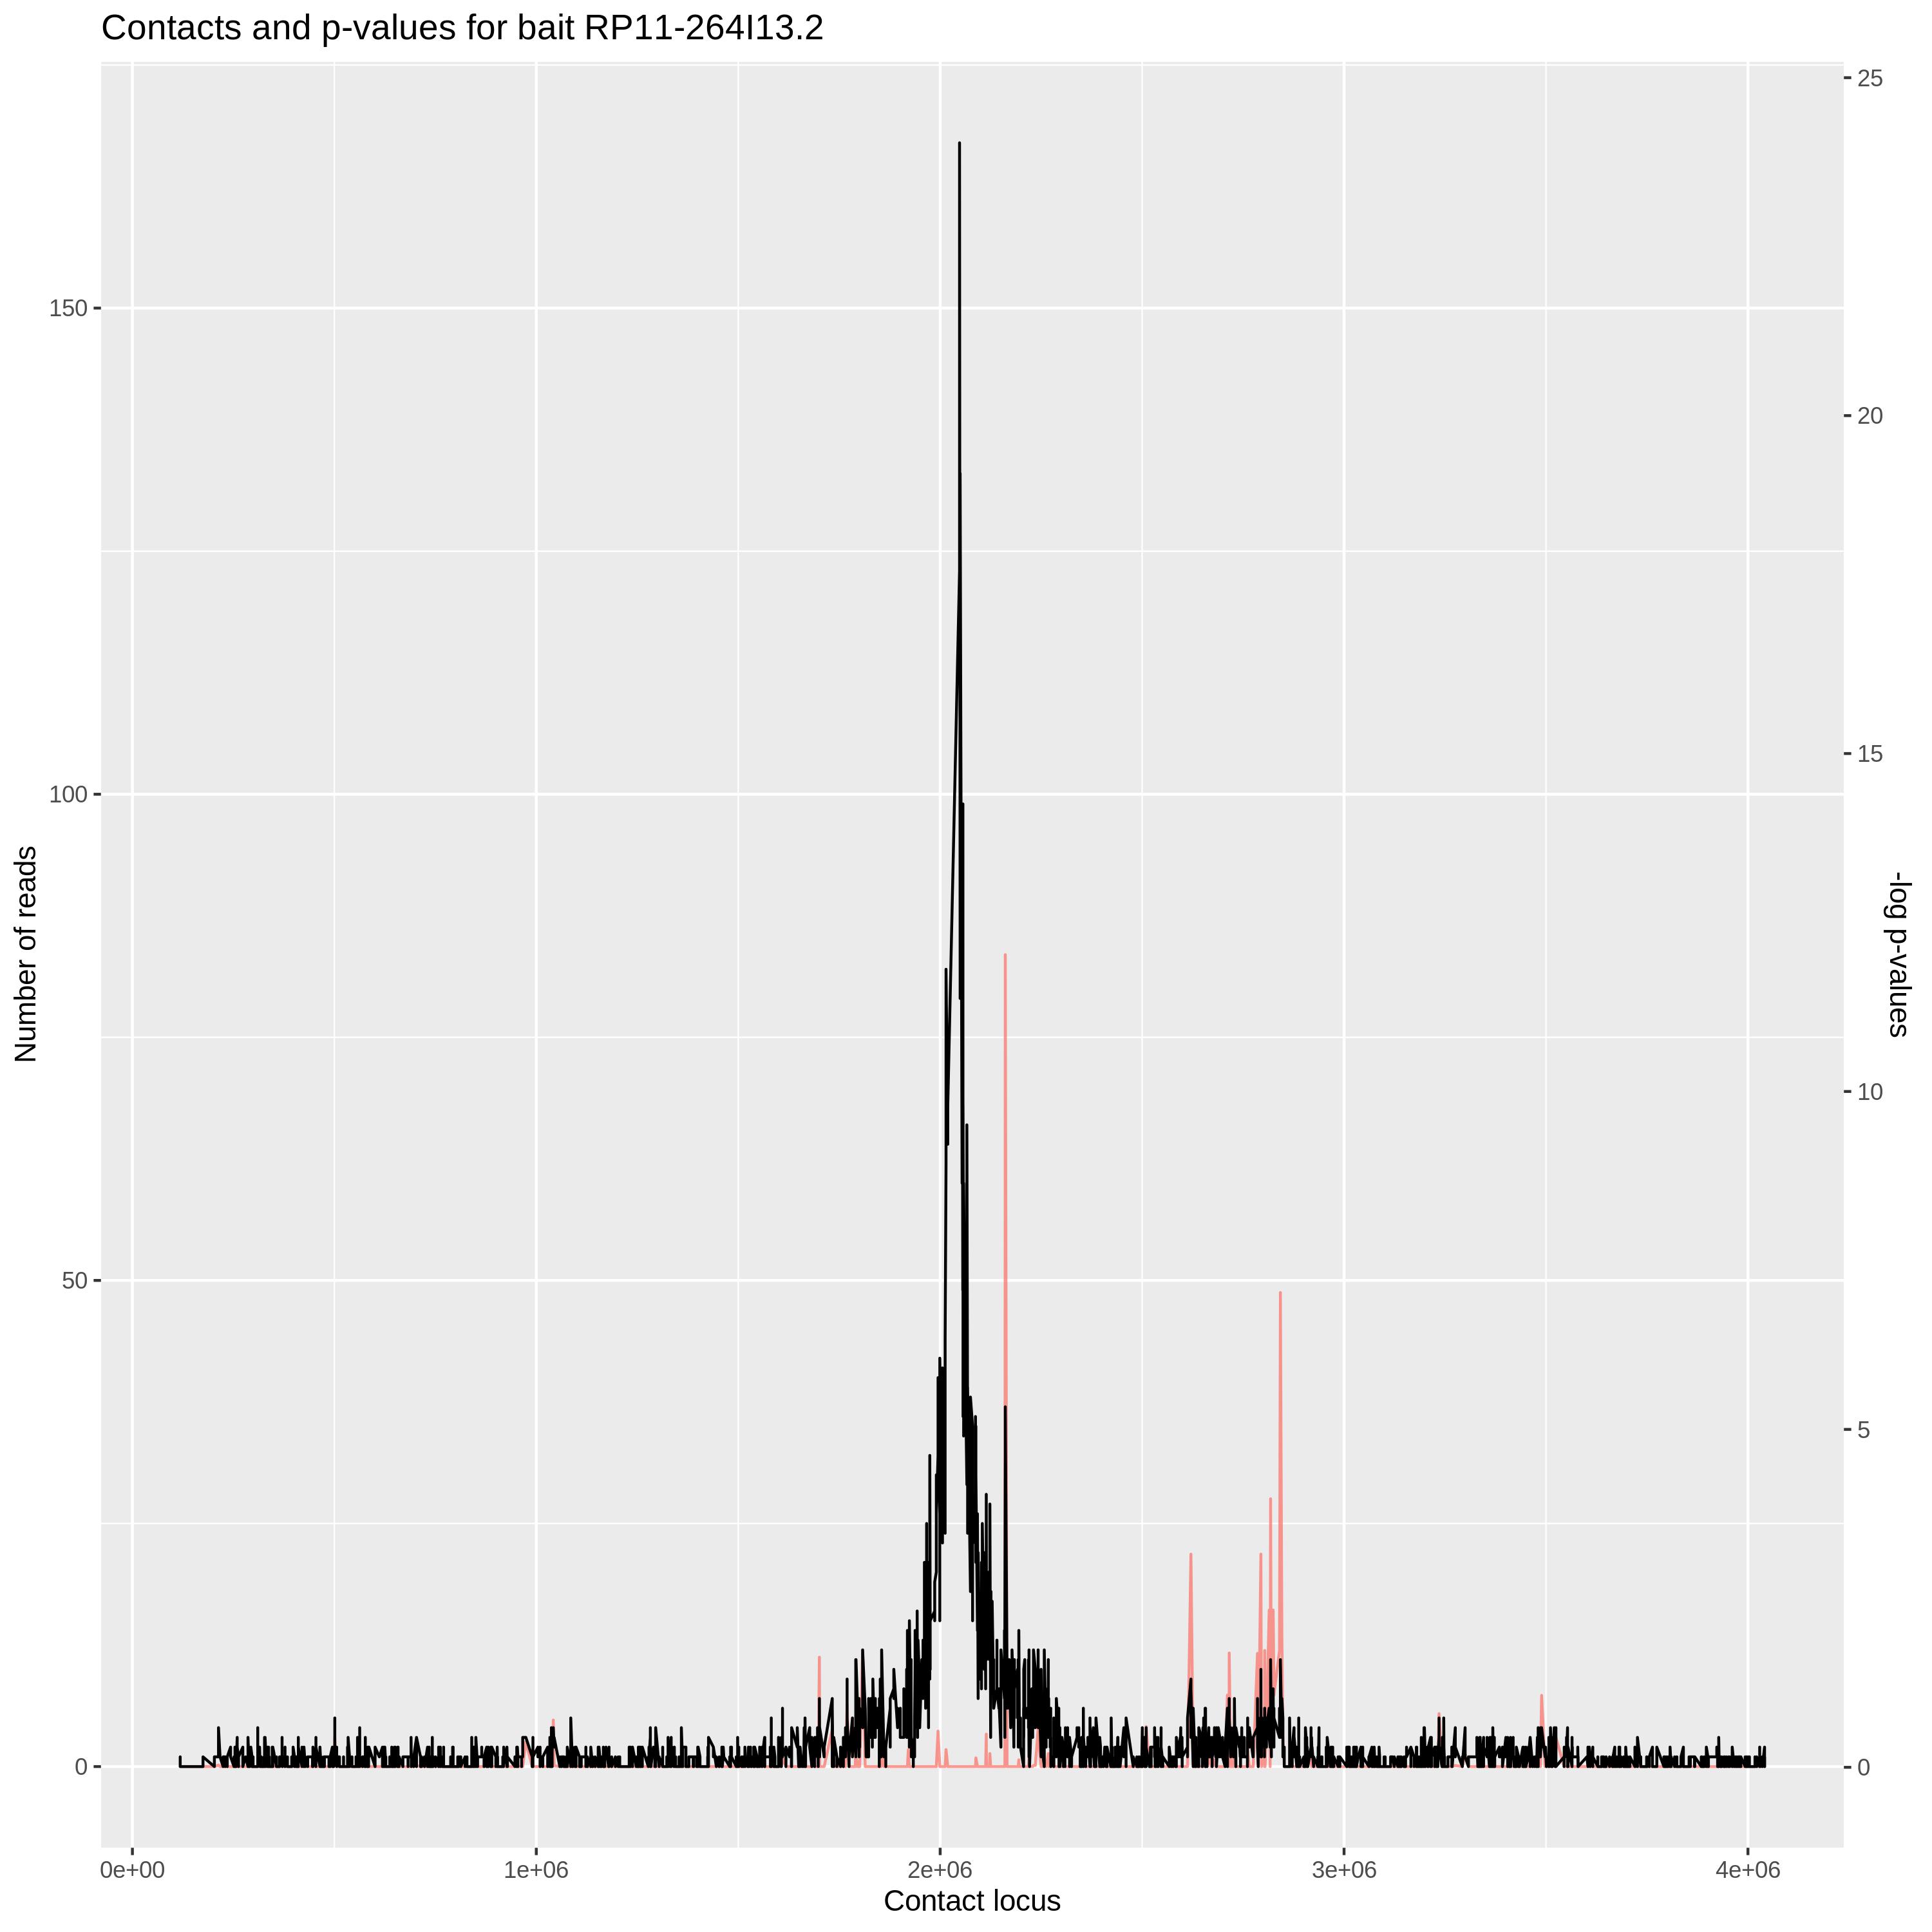 Contacts and p-values for bait RP11-264I13.2
25
150
20
15
100
Number of reads
-log p-values
10
50
5
0
0
0e+00
1e+06
2e+06
3e+06
4e+06
Contact locus